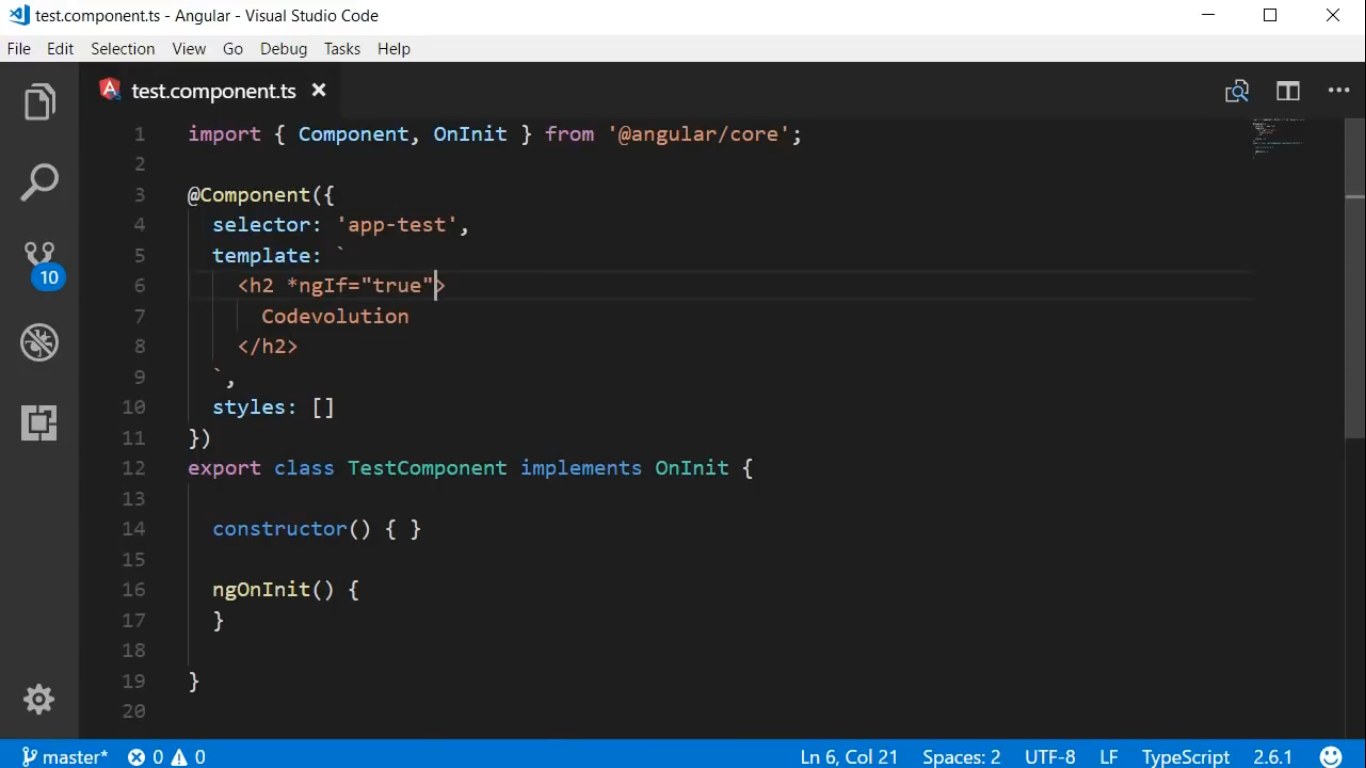 test.component.ts - Angular - Visual Studio Code
File Edit Selection View Go Debug Tasks Help
test.component.ts
1 import { Component, OnInit } from '@angular/core';
2
3 @Component({
4 selector: 'app-test',
5 template: `
6 <h2 *ngIf="true">
7 Codevolution
8 </h2>
9 `,
10 styles: []
11 })
12 export class TestComponent implements OnInit {
13
14 constructor() { }
15
16 ngOnInit() {
17 }
18
19 }
20
10
master* 0 0 Ln 6, Col 21 Spaces: 2 UTF-8 LF TypeScript 2.6.1